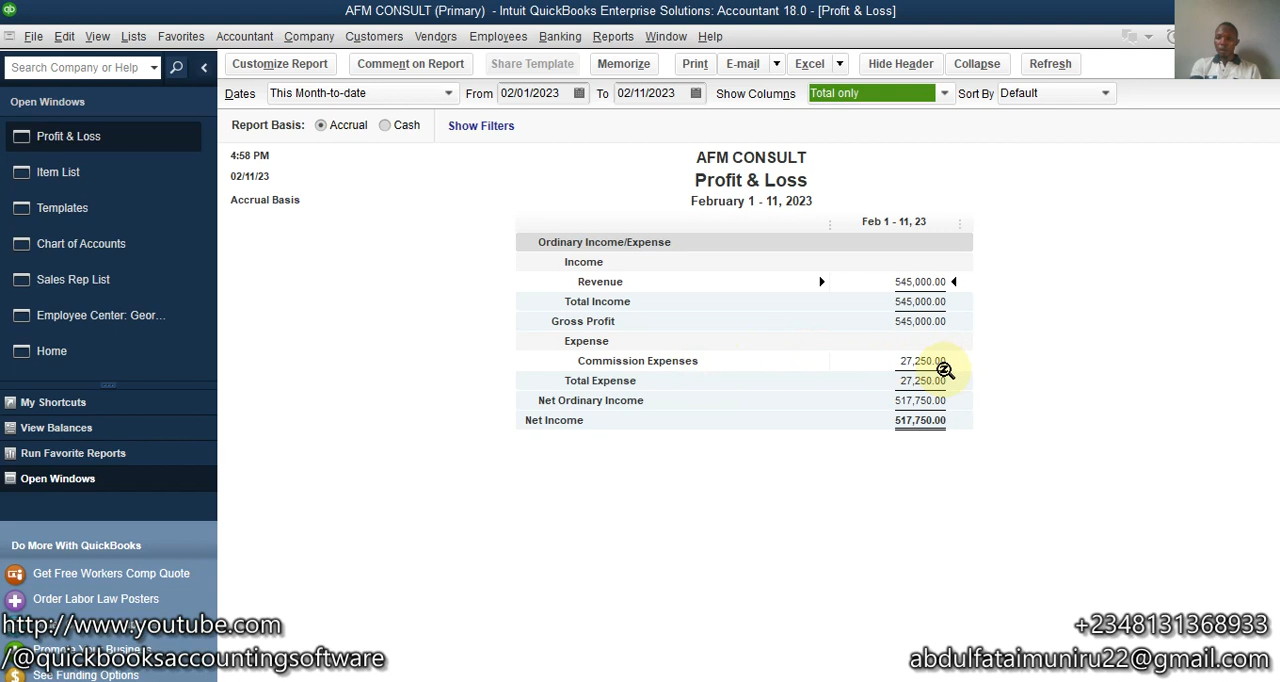 AFM CONSULT (Primary) - Intuit QuickBooks Enterprise Solutions: Accountant 18.0 - [Profit & Loss]
File Edit View Lists Favorites Accountant Company Customers Vendors Employees Banking Reports Window Help
Search Company or Help
Customize Report Comment on Report Share Template Memorize Print E-mail Excel Hide Header Collapse Refresh
Dates This Month-to-date From 02/01/2023 To 02/11/2023 Show Columns Total only Sort By Default
Report Basis: Accrual Cash Show Filters
Open Windows
Profit & Loss
Item List
Templates
Chart of Accounts
Sales Rep List
Employee Center: Geor...
Home
My Shortcuts
View Balances
Run Favorite Reports
Open Windows
Do More With QuickBooks
Get Free Workers Comp Quote
Order Labor Law Posters
Promote Your Business
See Funding Options
4:58 PM
02/11/23
Accrual Basis
AFM CONSULT
Profit & Loss
February 1 - 11, 2023
Feb 1 - 11, 23
Ordinary Income/Expense
Income
Revenue 545,000.00
Total Income 545,000.00
Gross Profit 545,000.00
Expense
Commission Expenses 27,250.00
Total Expense 27,250.00
Net Ordinary Income 517,750.00
Net Income 517,750.00
http://www.youtube.com
/@quickbooksaccountingsoftware
+2348131368933
abdulfataimuniru22@gmail.com